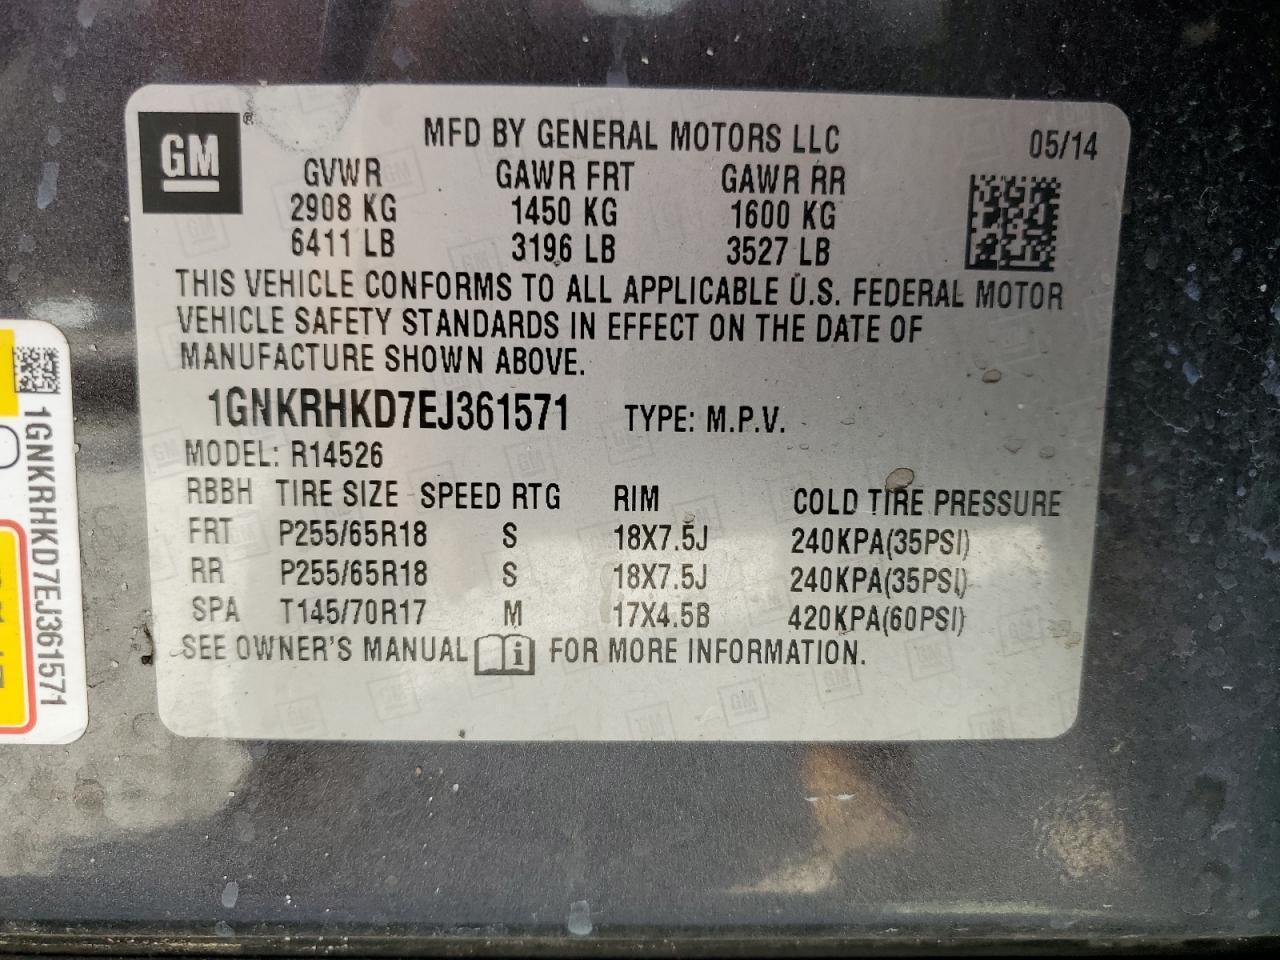 GM ®
MFD BY GENERAL MOTORS LLC 05/14
GVWR GAWR FRT GAWR RR
2908 KG 1450 KG 1600 KG
6411 LB 3196 LB 3527 LB
THIS VEHICLE CONFORMS TO ALL APPLICABLE U.S. FEDERAL MOTOR
VEHICLE SAFETY STANDARDS IN EFFECT ON THE DATE OF
MANUFACTURE SHOWN ABOVE.
1GNKRHKD7EJ361571 TYPE: M.P.V.
MODEL: R14526
RBBH TIRE SIZE SPEED RTG RIM COLD TIRE PRESSURE
FRT P255/65R18 S 18X7.5J 240KPA(35PSI)
RR P255/65R18 S 18X7.5J 240KPA(35PSI)
SPA T145/70R17 M 17X4.5B 420KPA(60PSI)
SEE OWNER'S MANUAL i FOR MORE INFORMATION.
1GNKRHKD7EJ361571